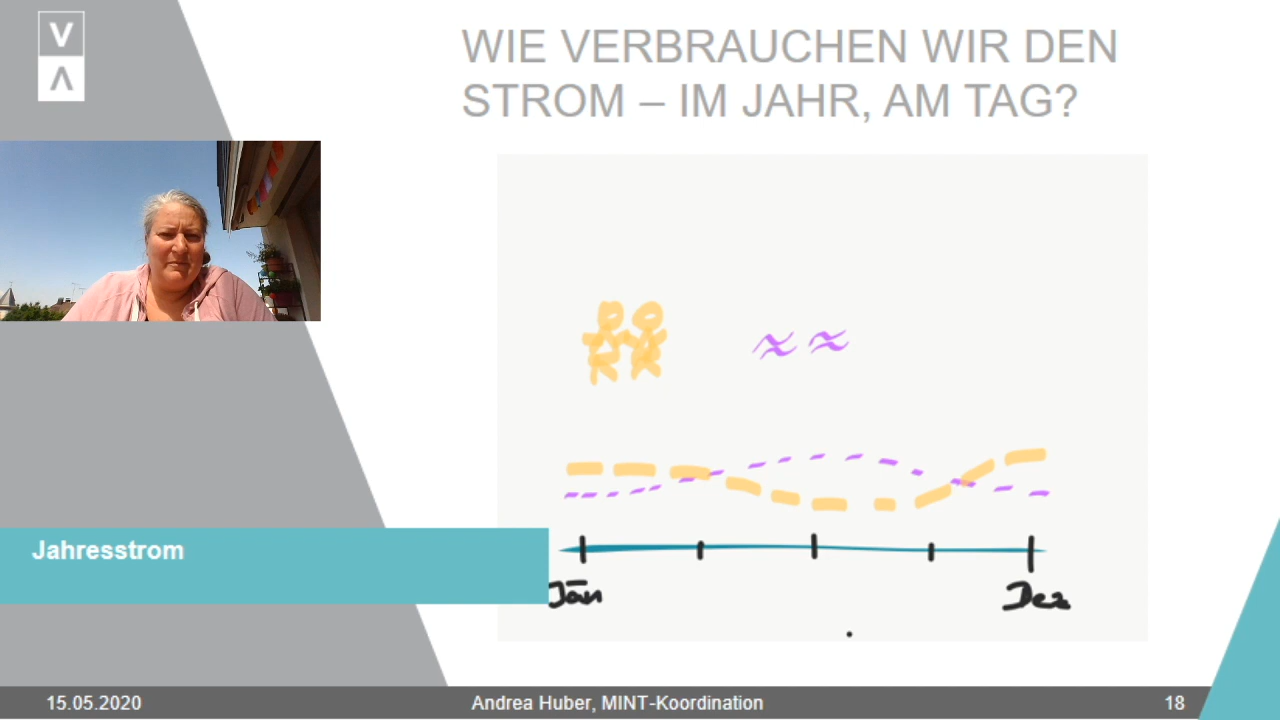 V
Λ
WIE VERBRAUCHEN WIR DEN
STROM – IM JAHR, AM TAG?
Jahresstrom
Jän
Dez
15.05.2020
Andrea Huber, MINT-Koordination
18